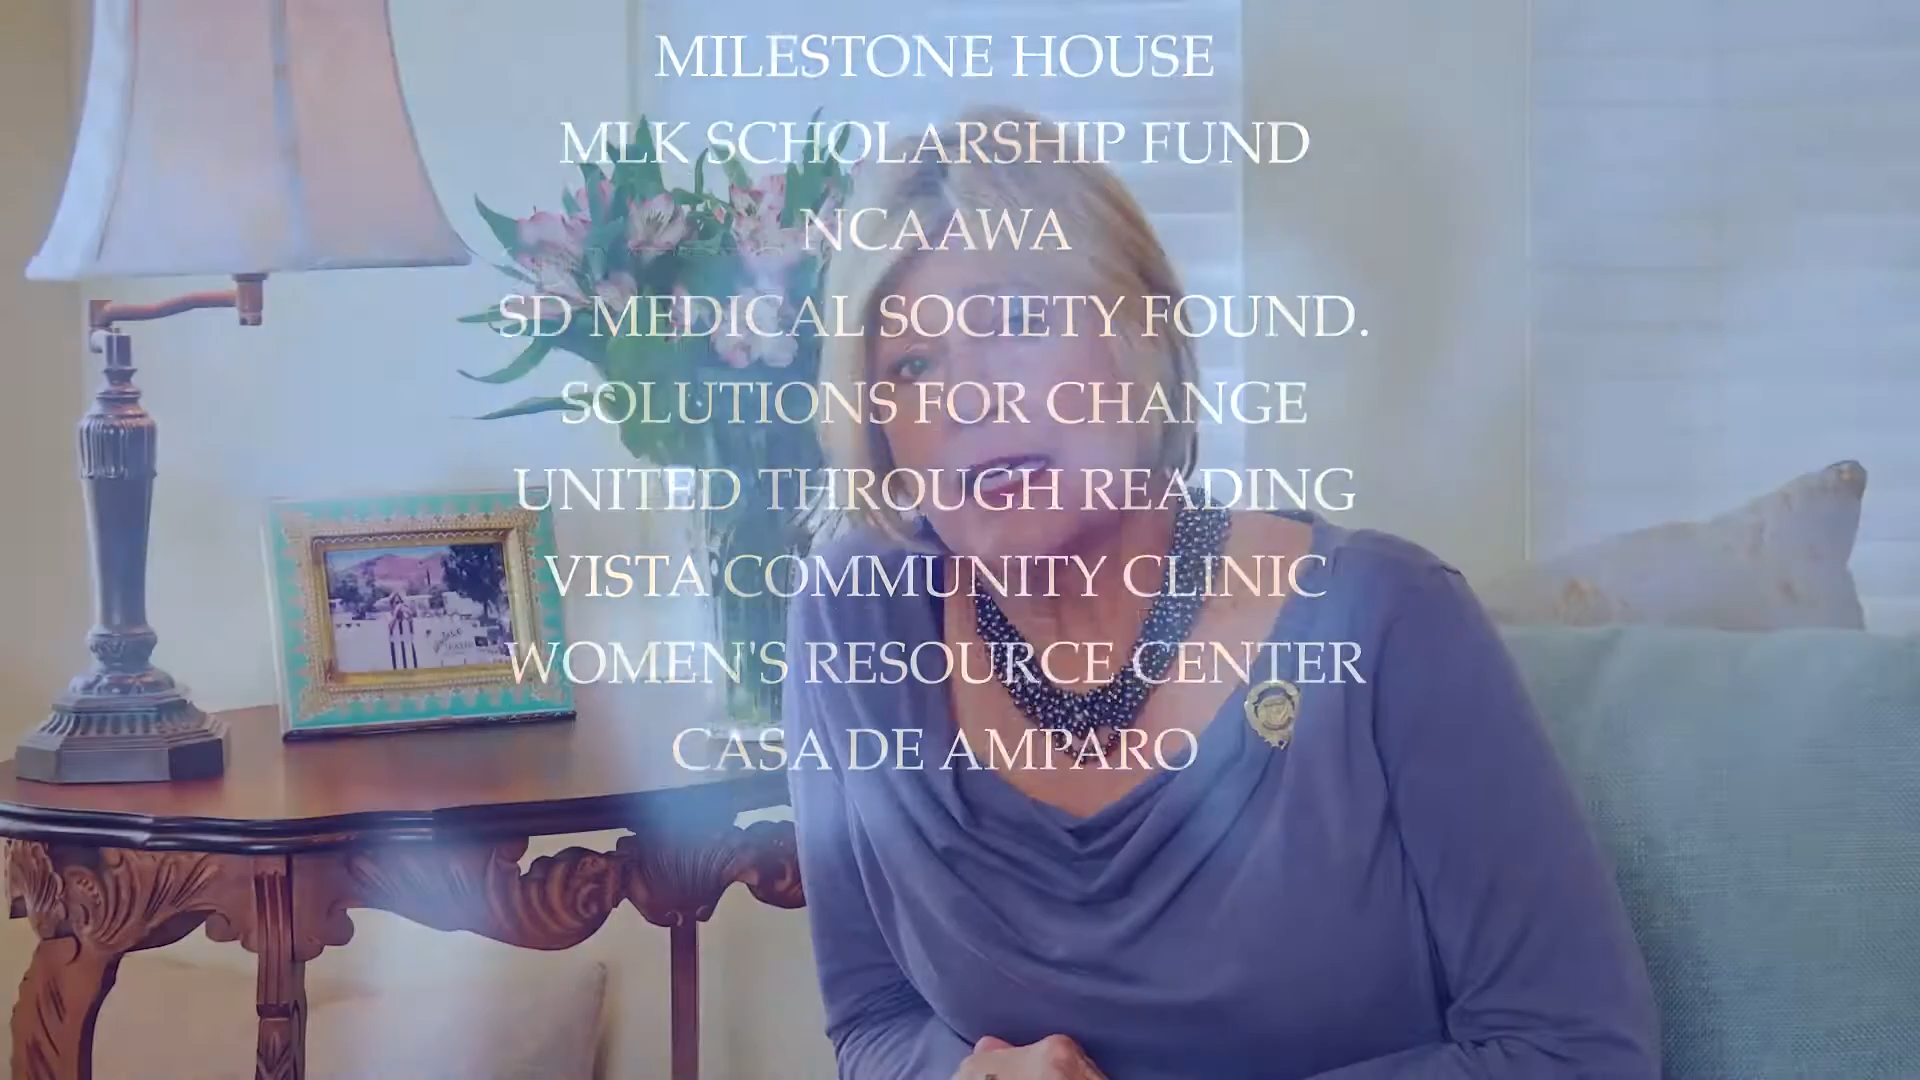 MILESTONE HOUSE
MLK SCHOLARSHIP FUND
NCAAWA
SD MEDICAL SOCIETY FOUND.
SOLUTIONS FOR CHANGE
UNITED THROUGH READING
VISTA COMMUNITY CLINIC
WOMEN'S RESOURCE CENTER
CASA DE AMPARO